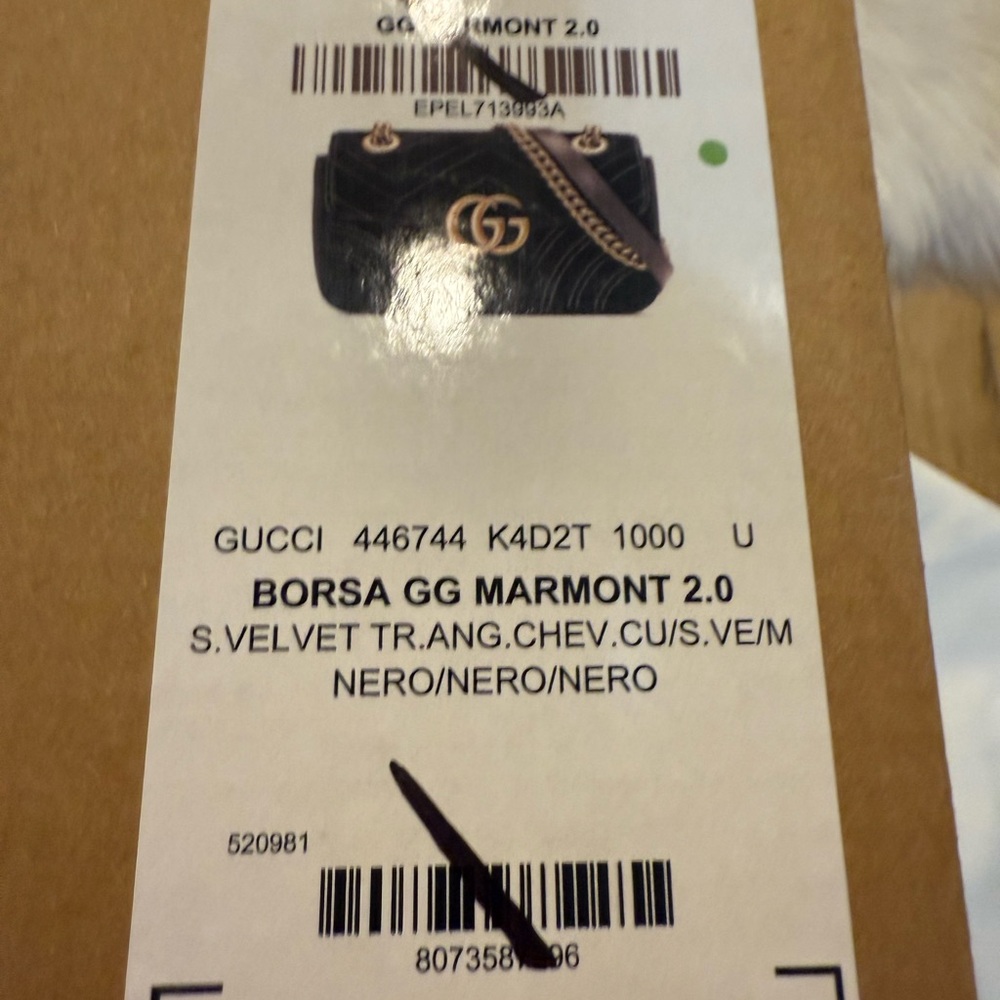 GG MARMONT 2.0
EPEL713993A
GG
GUCCI 446744 K4D2T 1000 U
BORSA GG MARMONT 2.0
S.VELVET TR.ANG.CHEV.CU/S.VE/M
NERO/NERO/NERO
520981